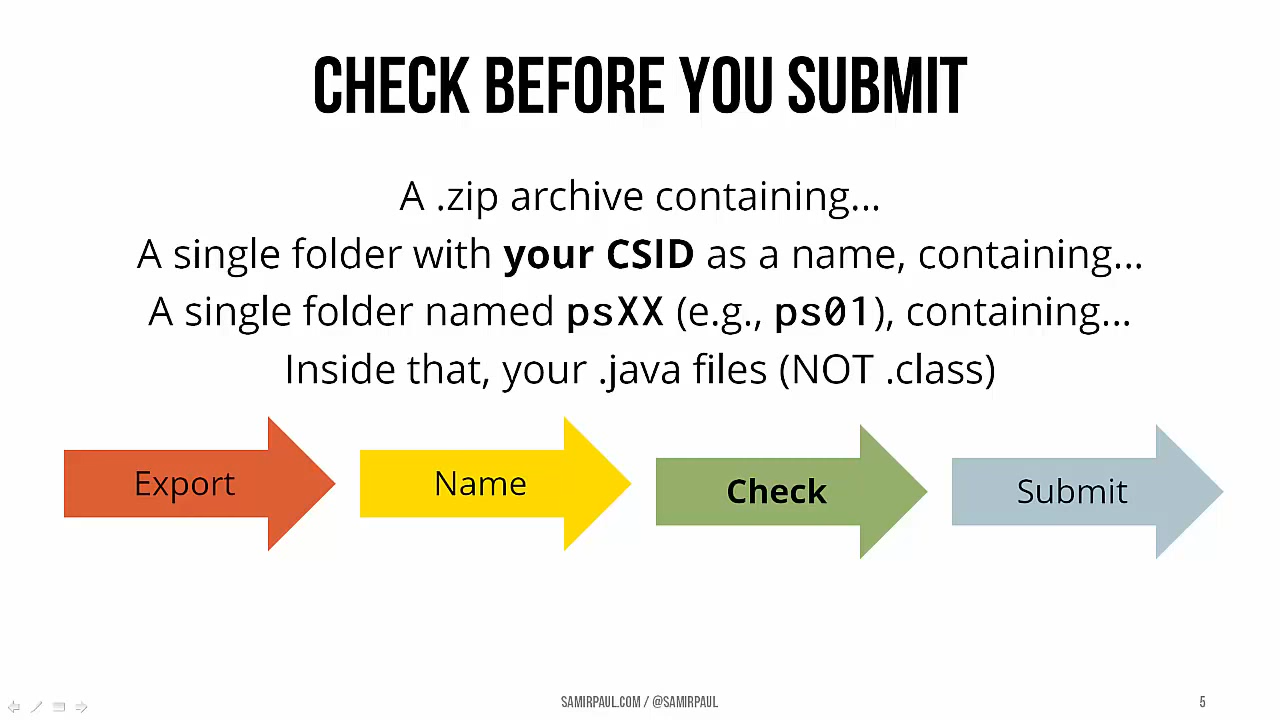 CHECK BEFORE YOU SUBMIT
A .zip archive containing...
A single folder with your CSID as a name, containing...
A single folder named psXX (e.g., ps01), containing...
Inside that, your .java files (NOT .class)
Export
Name
Check
Submit
SAMIRPAUL.COM / @SAMIRPAUL
5